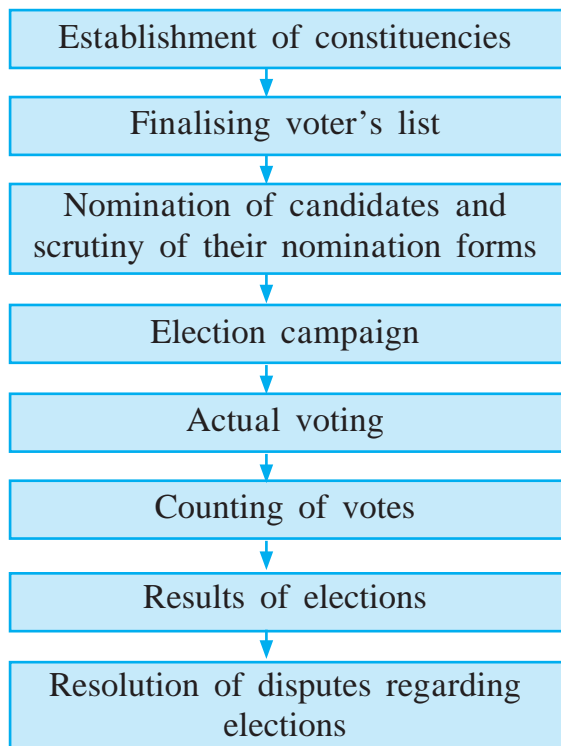 Establishment of constituencies
Finalising voter’s list
Nomination of candidates and
scrutiny of their nomination forms
Election campaign
Actual voting
Counting of votes
Results of elections
Resolution of disputes regarding
elections